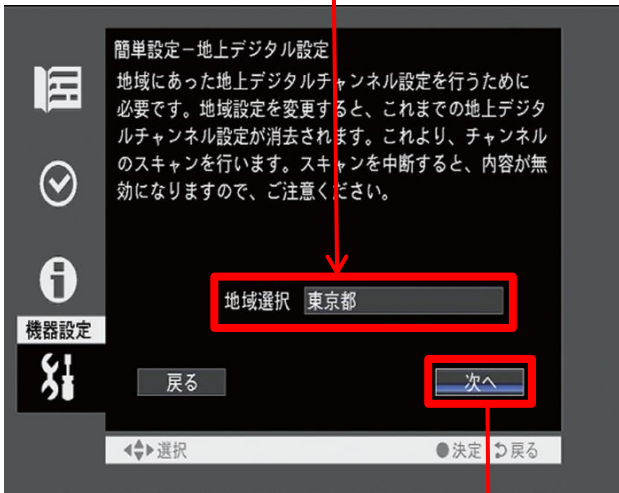 簡単設定－地上デジタル設定
地域にあった地上デジタルチャンネル設定を行うために
必要です。地域設定を変更すると、これまでの地上デジタ
ルチャンネル設定が消去されます。これより、チャンネル
のスキャンを行います。スキャンを中断すると、内容が無
効になりますので、ご注意ください。
地域選択 東京都
機器設定
戻る 次へ
選択 決定 戻る